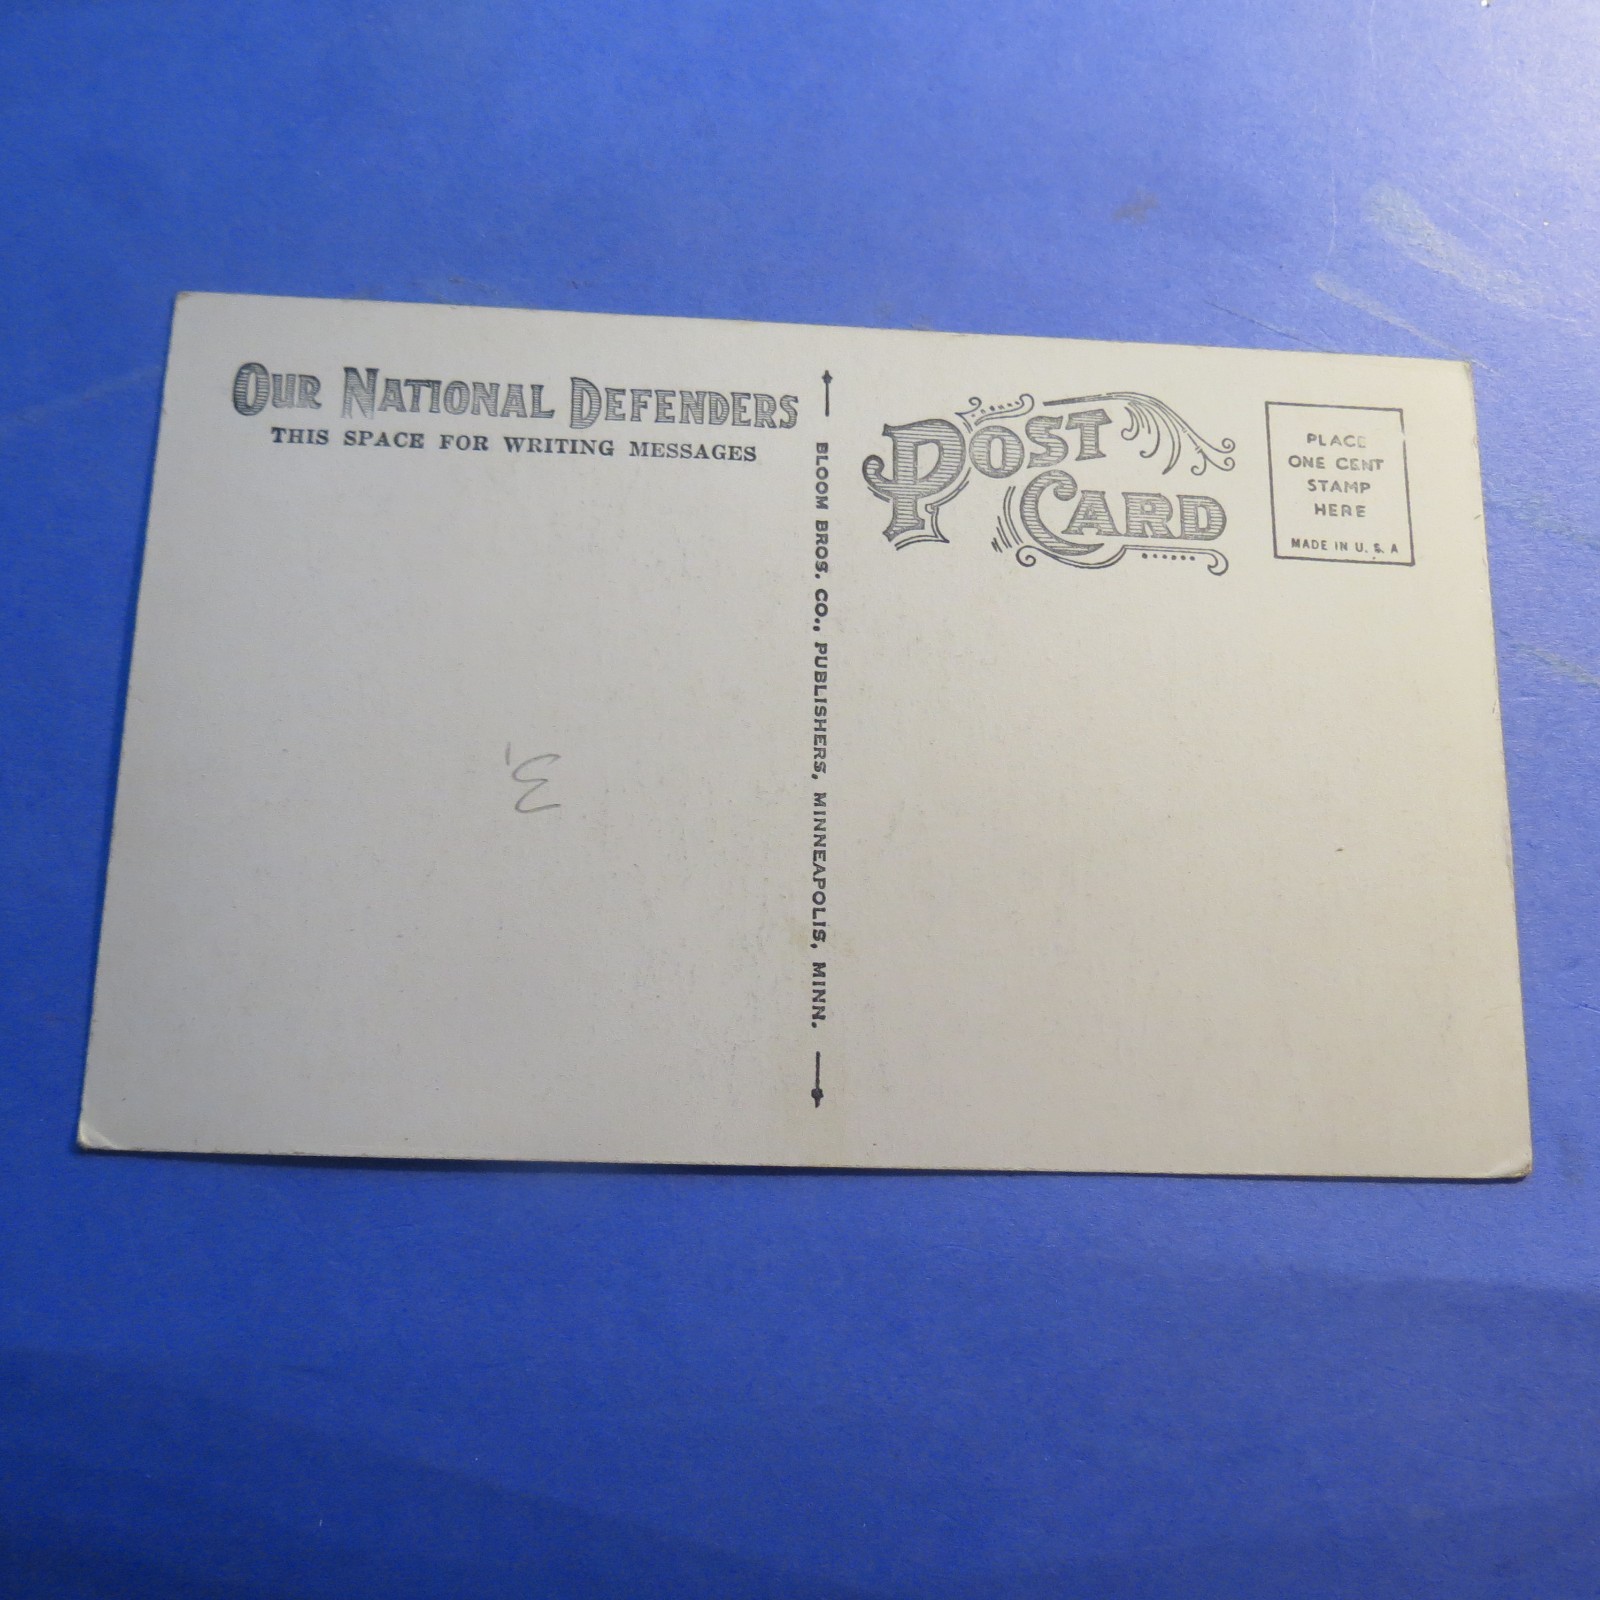 OUR NATIONAL DEFENDERS
THIS SPACE FOR WRITING MESSAGES
BLOOM BROS. CO., PUBLISHERS, MINNEAPOLIS, MINN.
POST
CARD
PLACE
ONE CENT
STAMP
HERE
MADE IN U. S. A